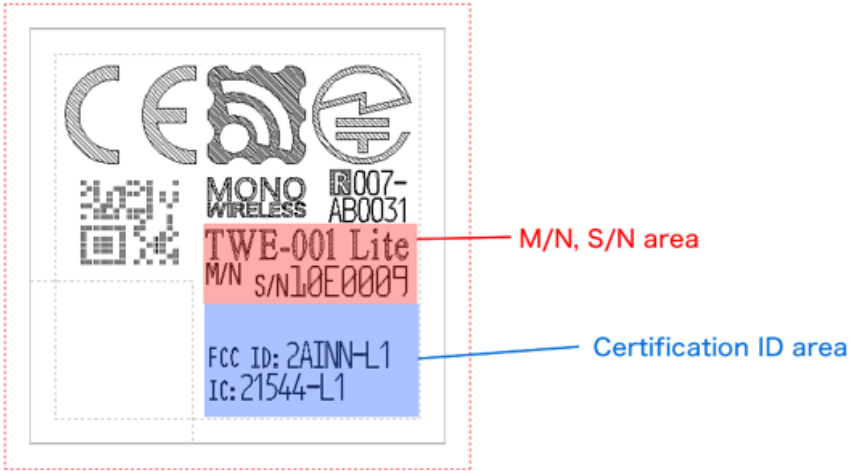 CE
MONO
WIRELESS
R007-
AB0031
TWE-001 Lite
M/N S/N10E0009
M/N, S/N area
FCC ID: 2AINN-L1
IC:21544-L1
Certification ID area